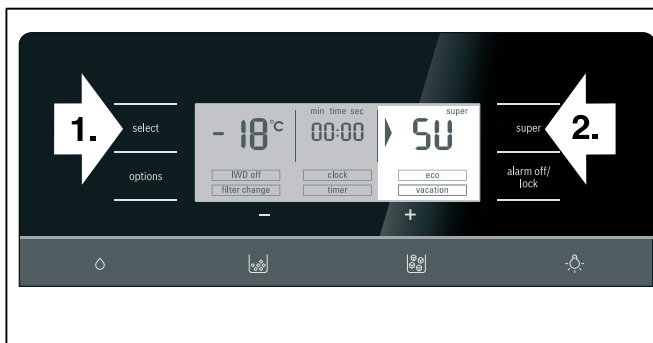 1.
select
options
- 18°C
min time sec
00:00
super
SU
IWD off
filter change
clock
timer
eco
vacation
super
2.
alarm off/
lock
–
+